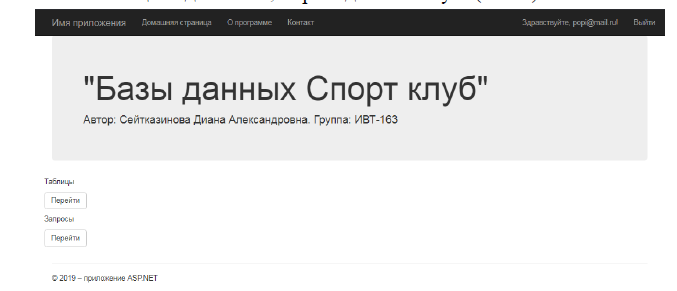 Имя приложения Домашняя страница О программе Контакт Здравствуйте, popi@mail.ru! Выйти
"Базы данных Спорт клуб"
Автор: Сейтказинова Диана Александровна. Группа: ИВТ-163
Таблицы
Перейти
Запросы
Перейти
© 2019 – приложение ASP.NET